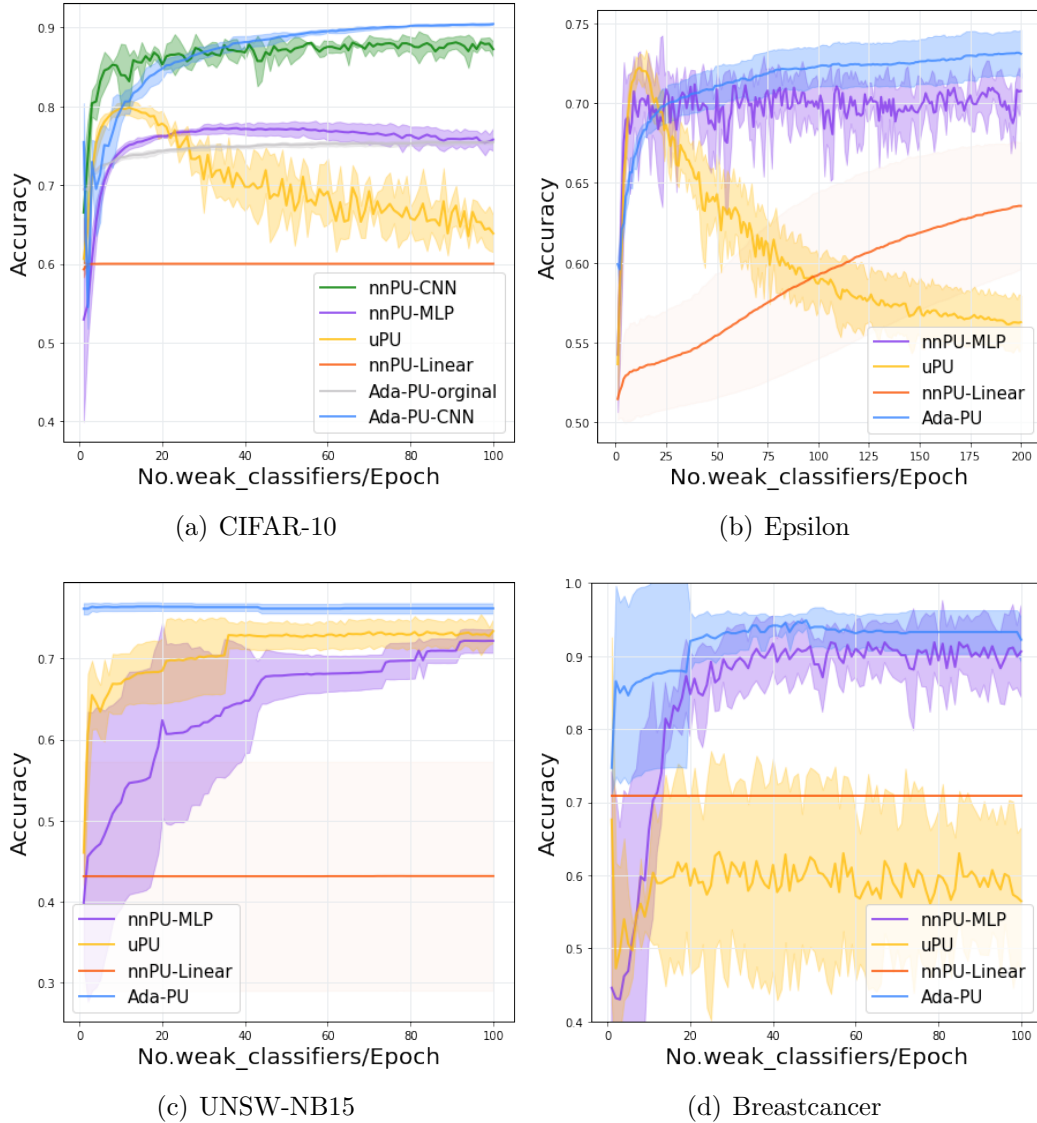 0.9
0.8
0.7
0.6
0.5
0.4
Accuracy
0 20 40 60 80 100
No.weak_classifiers/Epoch
nnPU-CNN
nnPU-MLP
uPU
nnPU-Linear
Ada-PU-orginal
Ada-PU-CNN
(a) CIFAR-10
0.75
0.70
0.65
0.60
0.55
0.50
Accuracy
0 25 50 75 100 125 150 175 200
No.weak_classifiers/Epoch
nnPU-MLP
uPU
nnPU-Linear
Ada-PU
(b) Epsilon
0.7
0.6
0.5
0.4
0.3
Accuracy
0 20 40 60 80 100
No.weak_classifiers/Epoch
nnPU-MLP
uPU
nnPU-Linear
Ada-PU
(c) UNSW-NB15
1.0
0.9
0.8
0.7
0.6
0.5
0.4
Accuracy
0 20 40 60 80 100
No.weak_classifiers/Epoch
nnPU-MLP
uPU
nnPU-Linear
Ada-PU
(d) Breastcancer